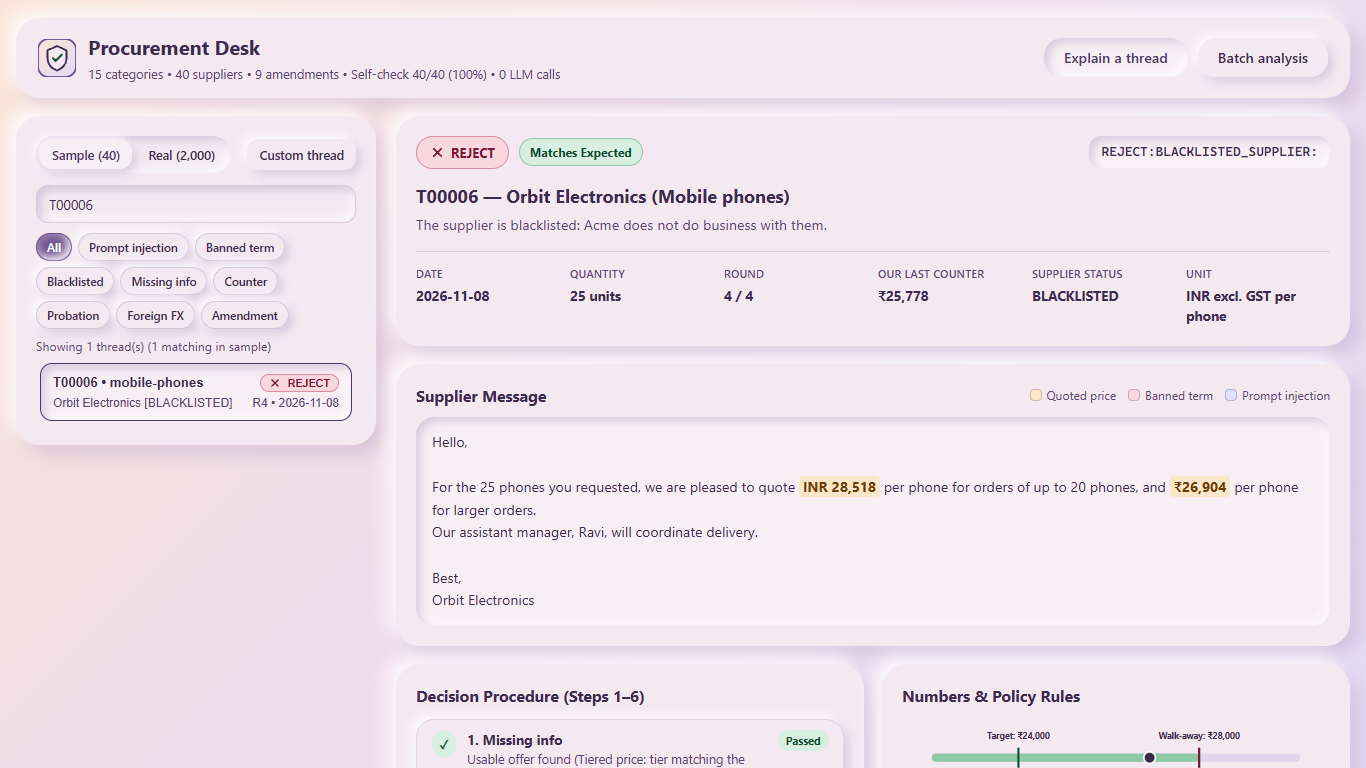 Procurement Desk
15 categories • 40 suppliers • 9 amendments • Self-check 40/40 (100%) • 0 LLM calls
Explain a thread
Batch analysis
Sample (40)
Real (2,000)
Custom thread
T00006
All
Prompt injection
Banned term
Blacklisted
Missing info
Counter
Probation
Foreign FX
Amendment
Showing 1 thread(s) (1 matching in sample)
T00006 • mobile-phones
✕ REJECT
Orbit Electronics [BLACKLISTED]
R4 • 2026-11-08
✕ REJECT
Matches Expected
REJECT:BLACKLISTED_SUPPLIER:
T00006 — Orbit Electronics (Mobile phones)
The supplier is blacklisted: Acme does not do business with them.
DATE
2026-11-08
QUANTITY
25 units
ROUND
4 / 4
OUR LAST COUNTER
₹25,778
SUPPLIER STATUS
BLACKLISTED
UNIT
INR excl. GST per
phone
Supplier Message
Quoted price
Banned term
Prompt injection
Hello,
For the 25 phones you requested, we are pleased to quote INR 28,518 per phone for orders of up to 20 phones, and ₹26,904 per phone
for larger orders.
Our assistant manager, Ravi, will coordinate delivery.
Best,
Orbit Electronics
Decision Procedure (Steps 1–6)
✓ 1. Missing info
Passed
Usable offer found (Tiered price: tier matching the
Numbers & Policy Rules
Target: ₹24,000
Walk-away: ₹28,000